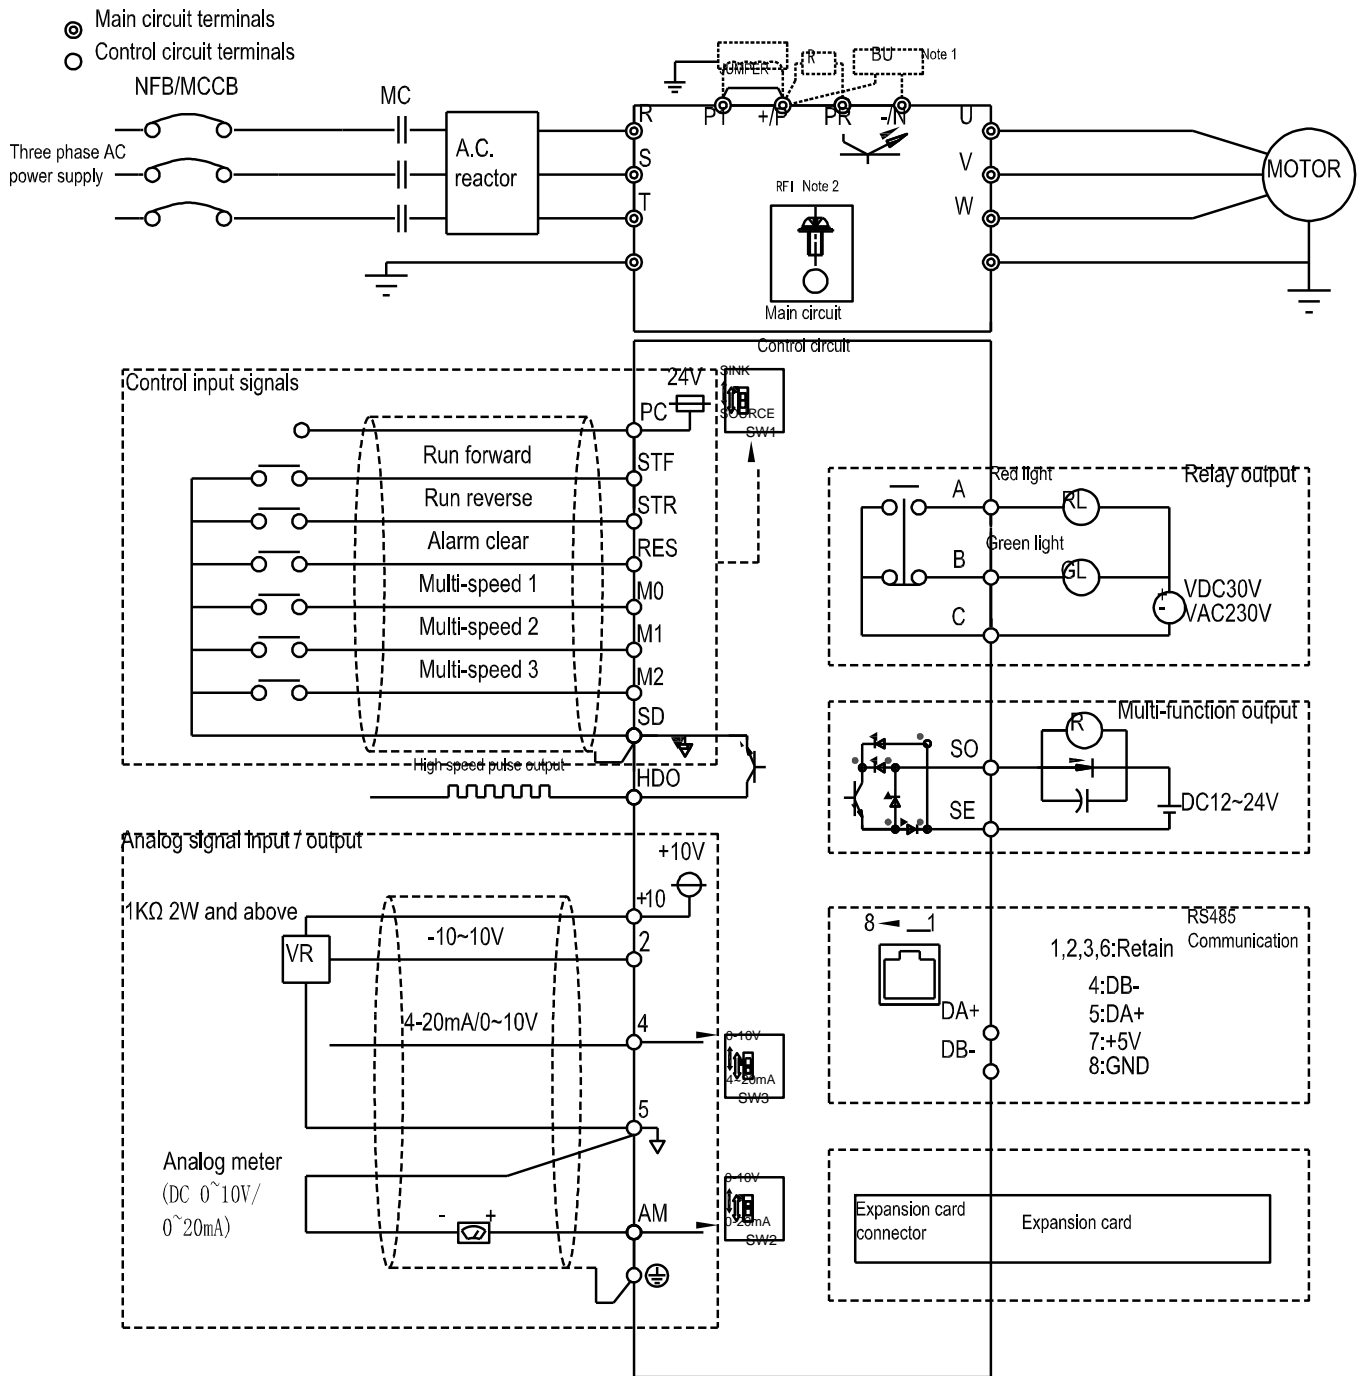 Main circuit terminals
Control circuit terminals
NFB/MCCB
MC
Three phase AC
power supply
A.C.
reactor
JUMPER
R
BU
Note 1
R
P1
+/P
PR
-/N
U
S
V
T
W
MOTOR
RFI Note 2
Main circuit
Control circuit
Control input signals
24V
SINK
SOURCE
SW1
PC
Run forward
STF
Run reverse
STR
Alarm clear
RES
Multi-speed 1
M0
Multi-speed 2
M1
Multi-speed 3
M2
SD
High speed pulse output
HDO
Red light
Relay output
A
RL
Green light
B
GL
C
+
-
VDC30V
VAC230V
Multi-function output
R
SO
SE
DC12~24V
Analog signal input / output
+10V
+10
1KΩ 2W and above
-10~10V
2
VR
4-20mA/0~10V
4
0-10V
4~20mA
SW3
5
Analog meter
(DC 0~10V/
0~20mA)
- +
AM
0-10V
0-20mA
SW2
8 1
RS485
Communication
1,2,3,6:Retain
4:DB-
DA+
5:DA+
7:+5V
DB-
8:GND
Expansion card
connector
Expansion card